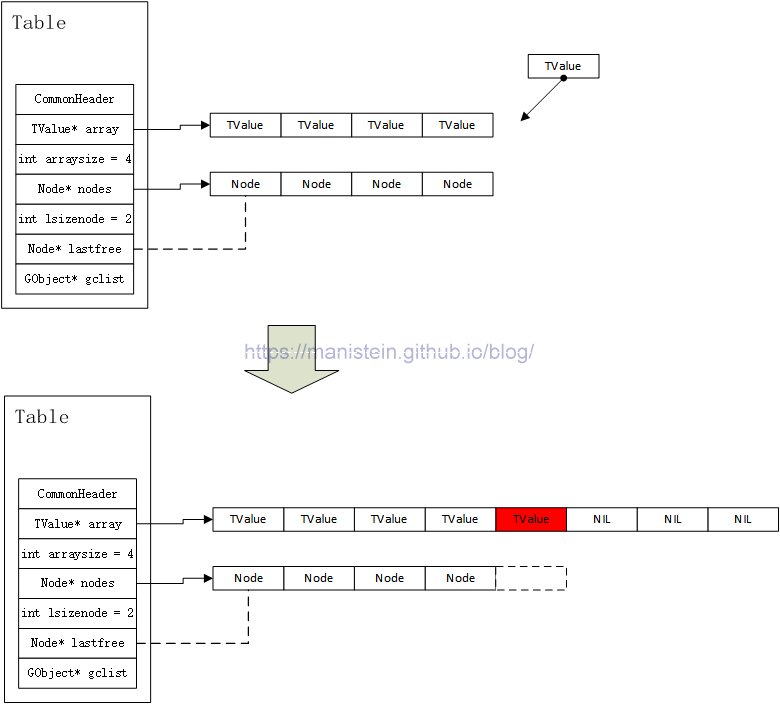 Table
TValue
CommonHeader
TValue* array
TValue TValue TValue TValue
int arraysize = 4
Node* nodes
Node Node Node Node
int lsizenode = 2
Node* lastfree
GObject* gclist
https://manistein.github.io/blog/
Table
CommonHeader
TValue* array
TValue TValue TValue TValue TValue NIL NIL NIL
int arraysize = 4
Node* nodes
Node Node Node Node
int lsizenode = 2
Node* lastfree
GObject* gclist